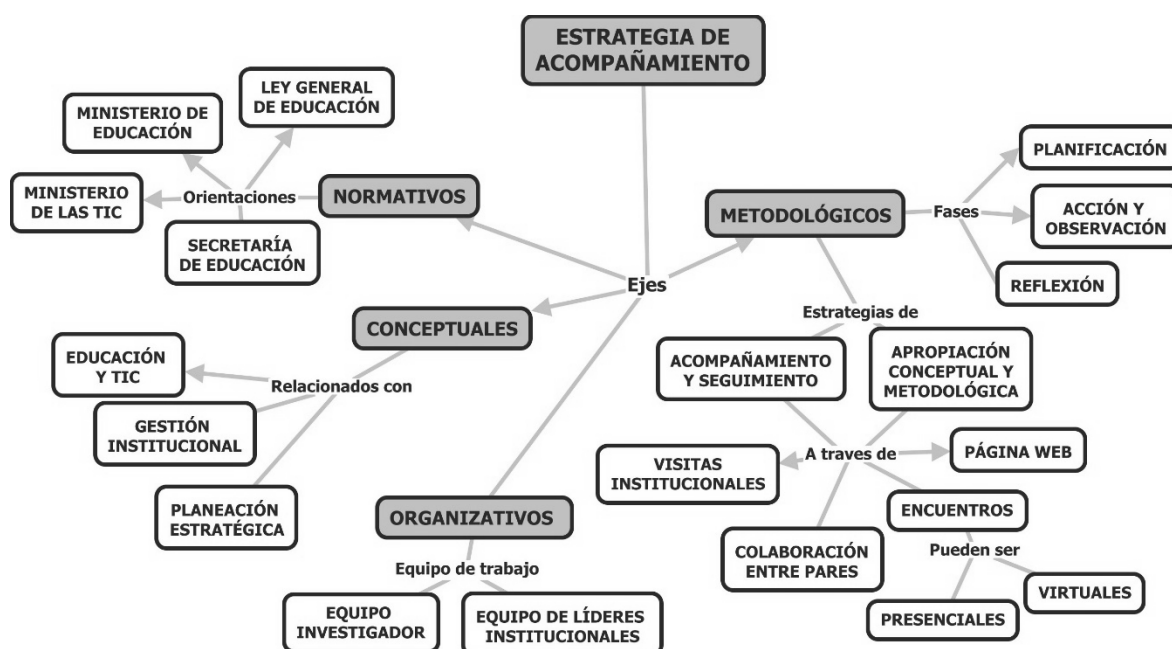 ESTRATEGIA DE
ACOMPAÑAMIENTO
LEY GENERAL
DE EDUCACIÓN
MINISTERIO DE
EDUCACIÓN
MINISTERIO
DE LAS TIC
Orientaciones
NORMATIVOS
SECRETARÍA
DE EDUCACIÓN
METODOLÓGICOS
Fases
PLANIFICACIÓN
ACCIÓN Y
OBSERVACIÓN
REFLEXIÓN
Ejes
CONCEPTUALES
EDUCACIÓN
Y TIC
Relacionados con
GESTIÓN
INSTITUCIONAL
PLANEACIÓN
ESTRATÉGICA
Estrategias de
ACOMPAÑAMIENTO
Y SEGUIMIENTO
APROPIACIÓN
CONCEPTUAL Y
METODOLÓGICA
A traves de
VISITAS
INSTITUCIONALES
PÁGINA WEB
COLABORACIÓN
ENTRE PARES
ENCUENTROS
Pueden ser
PRESENCIALES
VIRTUALES
ORGANIZATIVOS
Equipo de trabajo
EQUIPO
INVESTIGADOR
EQUIPO DE LÍDERES
INSTITUCIONALES